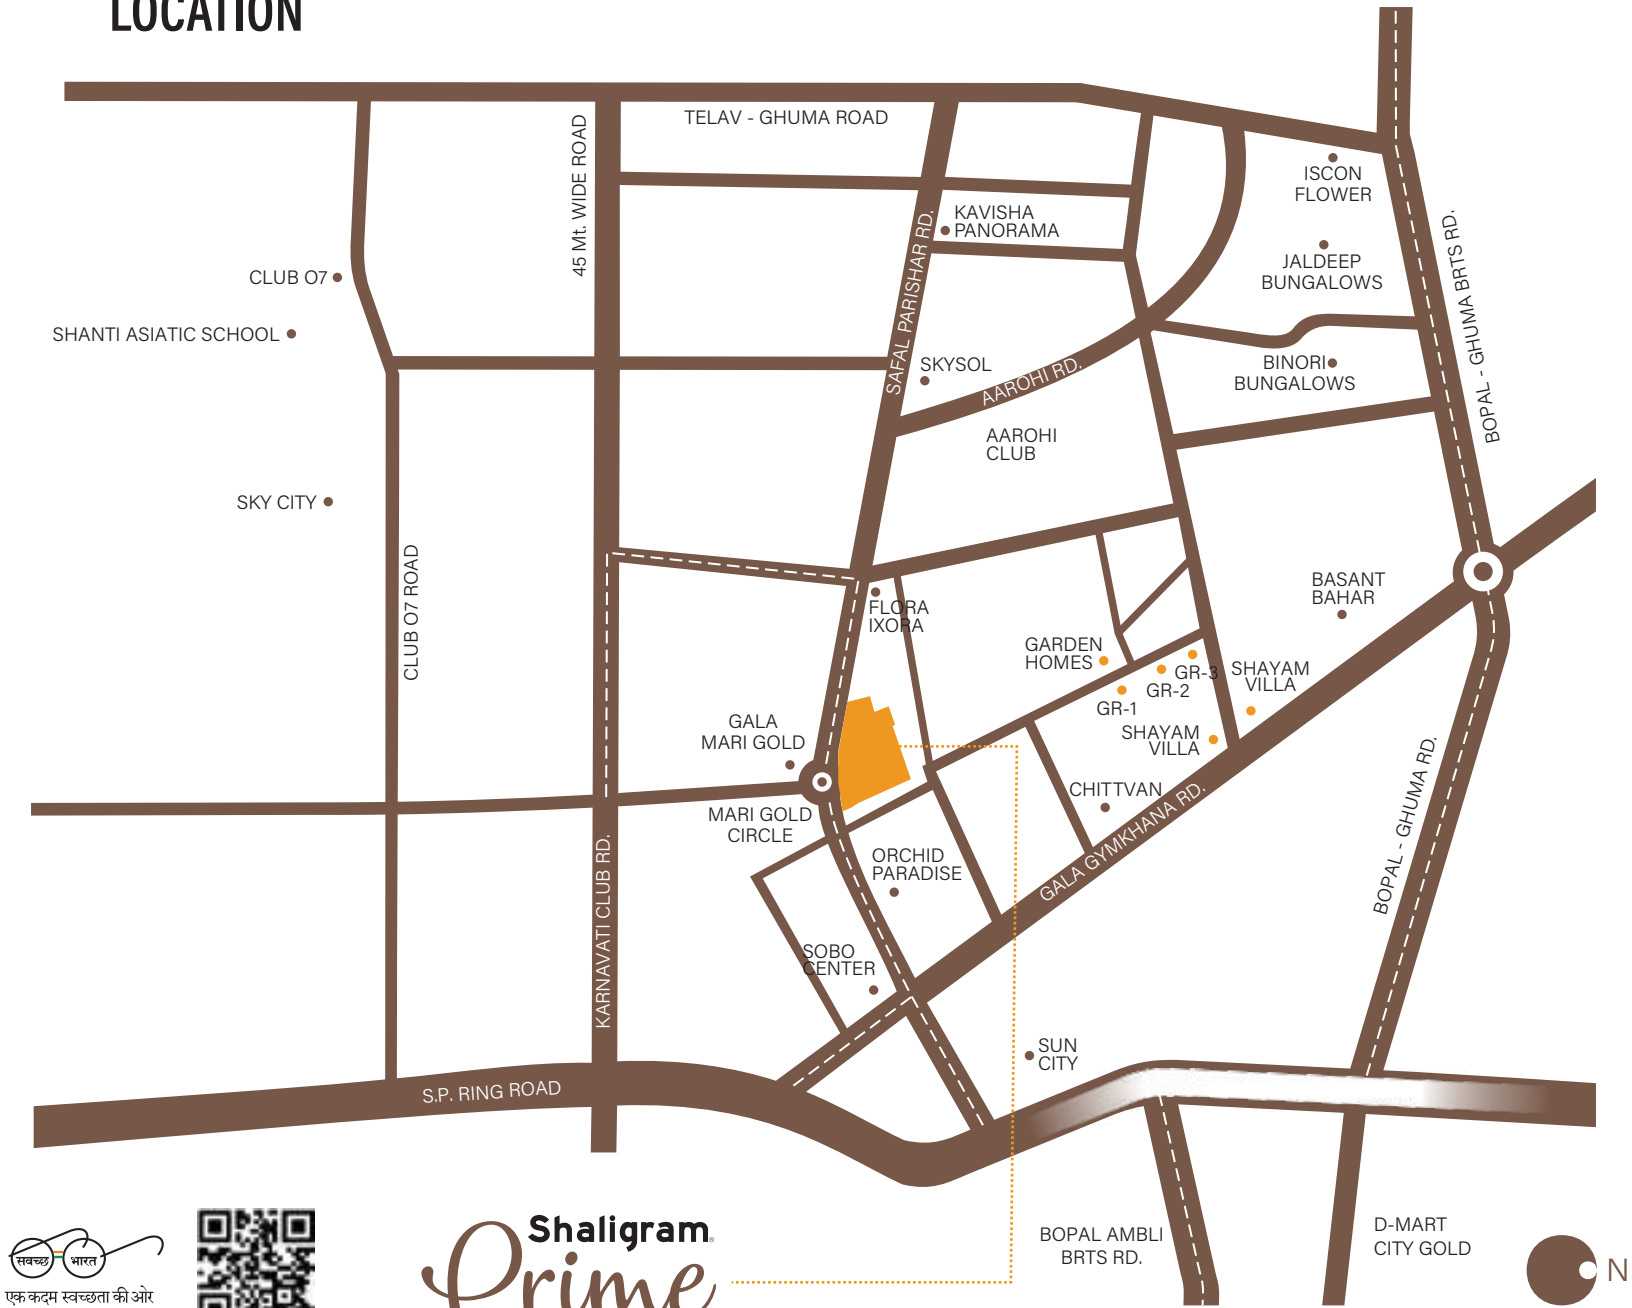 LOCATION
TELAV - GHUMA ROAD
45 Mt. WIDE ROAD
ISCON
FLOWER
KAVISHA
PANORAMA
SAFAL PARISHAR RD.
BOPAL - GHUMA BRTS RD.
JALDEEP
BUNGALOWS
CLUB O7
SHANTI ASIATIC SCHOOL
SKYSOL
AAROHI RD.
BINORI
BUNGALOWS
AAROHI
CLUB
SKY CITY
CLUB O7 ROAD
FLORA
IXORA
BASANT
BAHAR
GARDEN
HOMES
GR-3
GR-2
GR-1
SHAYAM
VILLA
SHAYAM
VILLA
GALA
MARI GOLD
MARI GOLD
CIRCLE
CHITTVAN
GALA GYMKHANA RD.
BOPAL - GHUMA RD.
ORCHID
PARADISE
KARNAVATI CLUB RD.
SOBO
CENTER
SUN
CITY
S.P. RING ROAD
BOPAL AMBLI
BRTS RD.
D-MART
CITY GOLD
N
Shaligram
Prime
स्वच्छ भारत
एक कदम स्वच्छता की ओर